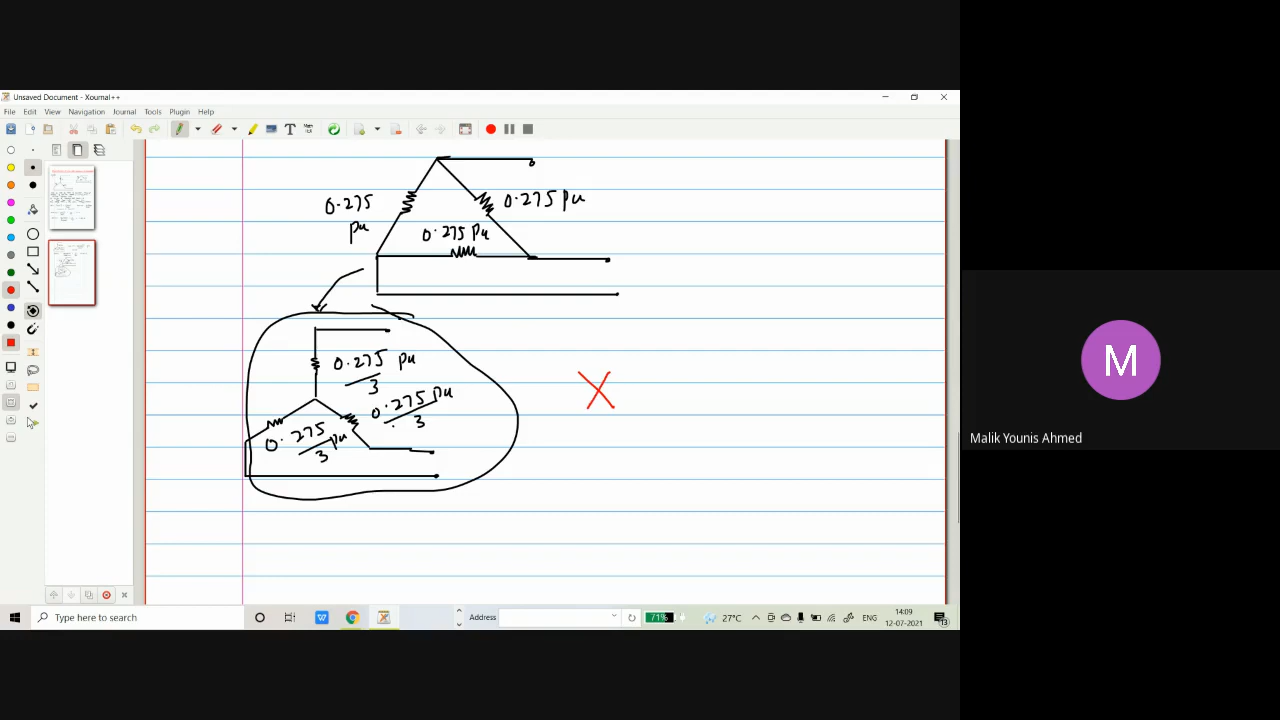 Unsaved Document - Xournal++
File Edit View Navigation Journal Tools Plugin Help
0.275
pu
0.275 pu
0.275 pu
0.275 pu
3
0.275 pu
3
0.275 pu
3
X
M
Malik Younis Ahmed
Type here to search
Address
71%
27°C
ENG
14:09
12-07-2021
13